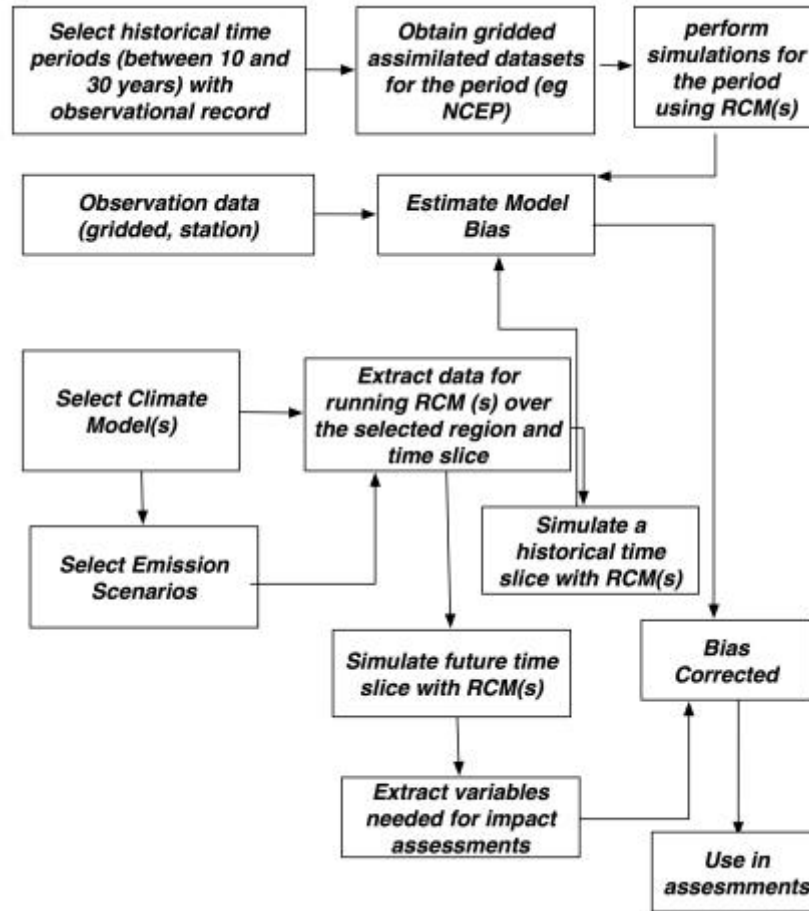 Select historical time
periods (between 10 and
30 years) with
observational record
Obtain gridded
assimilated datasets
for the period (eg
NCEP)
perform
simulations for
the period
using RCM(s)
Observation data
(gridded, station)
Estimate Model
Bias
Select Climate
Model(s)
Extract data for
running RCM (s) over
the selected region and
time slice
Select Emission
Scenarios
Simulate a
historical time
slice with RCM(s)
Simulate future time
slice with RCM(s)
Bias
Corrected
Extract variables
needed for impact
assessments
Use in
assesmments